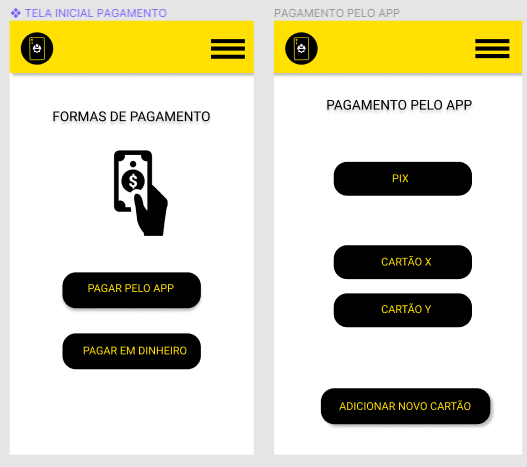 TELA INICIAL PAGAMENTO
FORMAS DE PAGAMENTO
$
PAGAR PELO APP
PAGAR EM DINHEIRO
PAGAMENTO PELO APP
PAGAMENTO PELO APP
PIX
CARTÃO X
CARTÃO Y
ADICIONAR NOVO CARTÃO